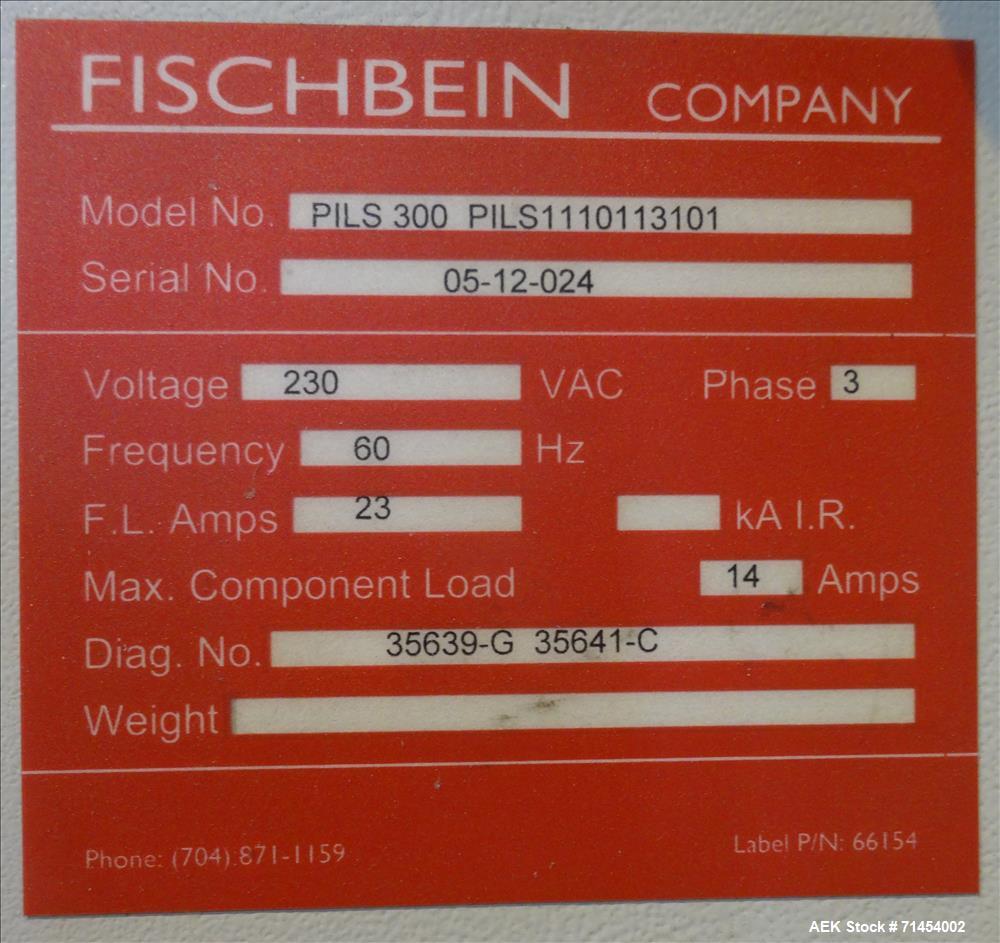 FISCHBEIN COMPANY
Model No. PILS 300 PILS1110113101
Serial No. 05-12-024
Voltage 230 VAC Phase 3
Frequency 60 Hz
F.L. Amps 23 kA I.R.
Max. Component Load 14 Amps
Diag. No. 35639-G 35641-C
Weight
Phone: (704) 871-1159 Label P/N: 66154
AEK Stock # 71454002